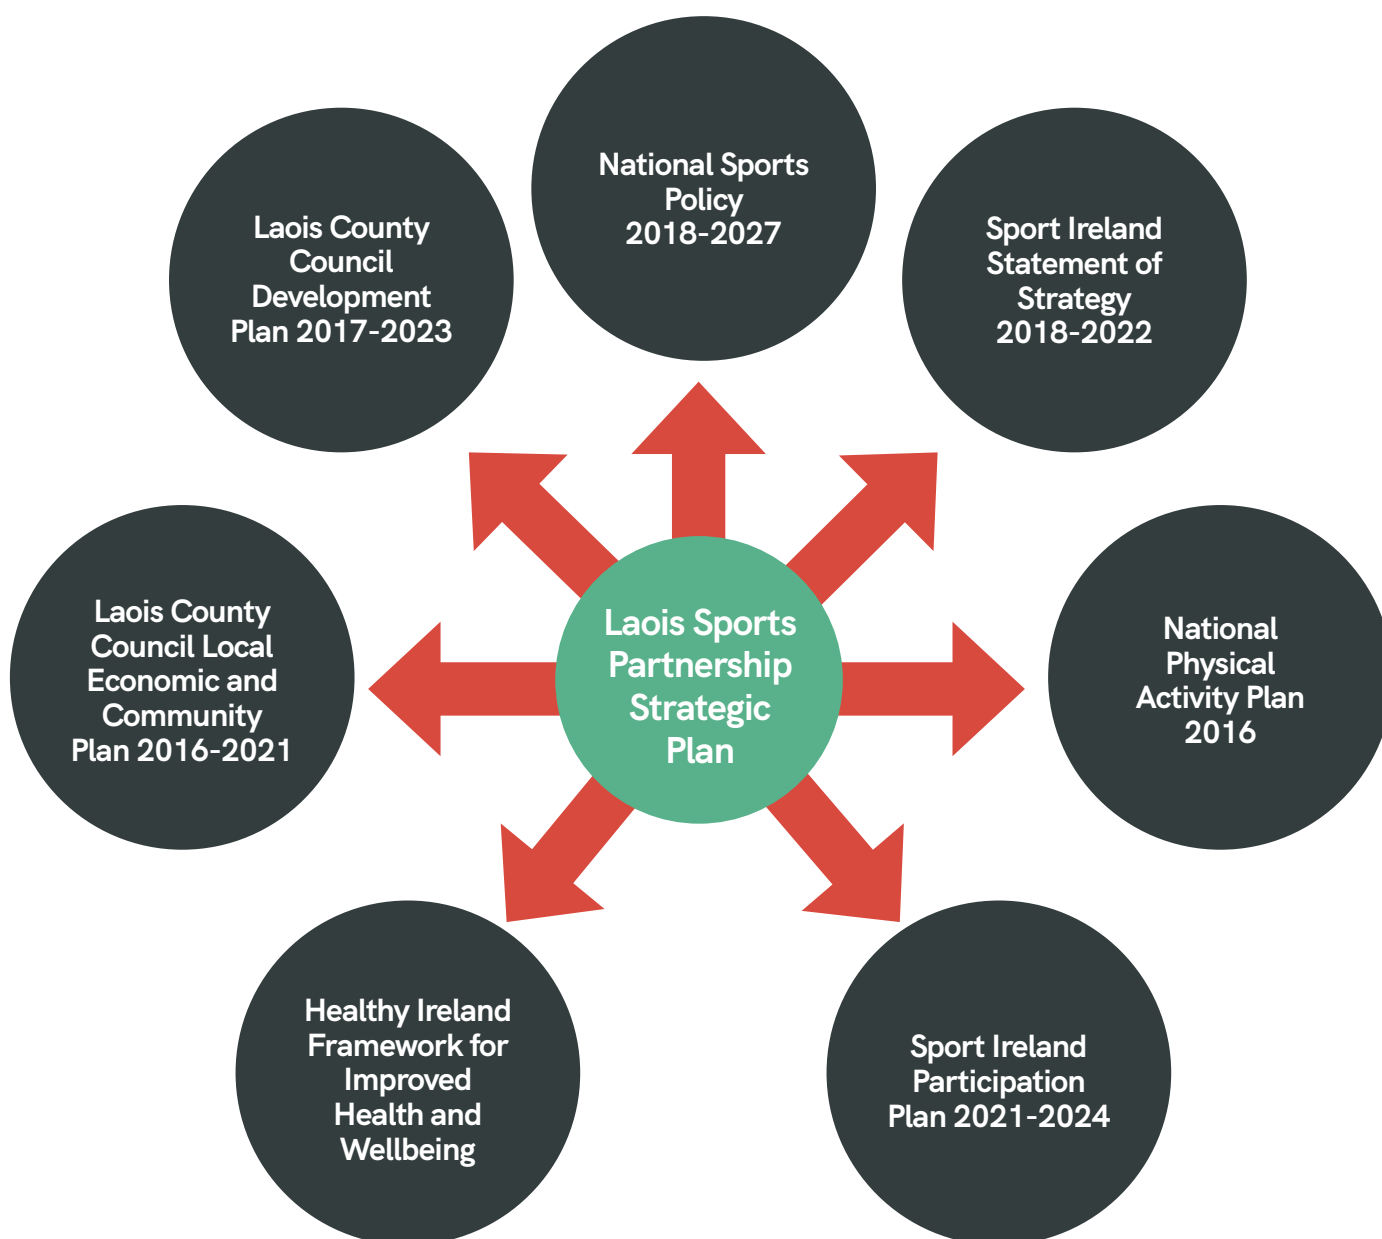 National Sports
Policy
2018-2027
Laois County
Council
Development
Plan 2017-2023
Sport Ireland
Statement of
Strategy
2018-2022
Laois County
Council Local
Economic and
Community
Plan 2016-2021
Laois Sports
Partnership
Strategic
Plan
National
Physical
Activity Plan
2016
Healthy Ireland
Framework for
Improved
Health and
Wellbeing
Sport Ireland
Participation
Plan 2021-2024